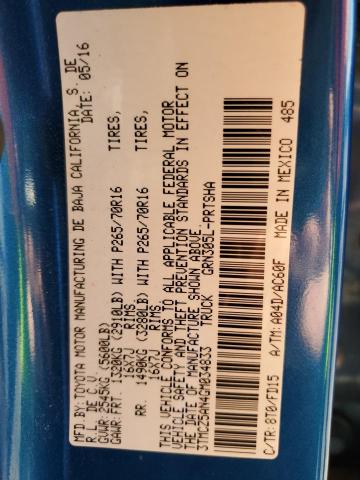 MFD. BY TOYOTA MOTOR MANUFACTURING DE BAJA CALIFORNIA, S. DE
R. L. DE C. V. DATE: 05/16
GVWR: 2545KG (5600LB)
GAWR: FRT. 1320KG (2910LB) WITH P265/70R16 TIRES,
16X7J RIMS
RR. 1490KG (3280LB) WITH P265/70R16 TIRES,
16X7J RIMS
THIS VEHICLE CONFORMS TO ALL APPLICABLE FEDERAL MOTOR
VEHICLE SAFETY AND THEFT PREVENTION STANDARDS IN EFFECT ON
THE DATE OF MANUFACTURE SHOWN ABOVE.
3TMCZ5AN4GM034633 TRUCK GRN305L-PRTSHA
C/TR: 8T0/FD15 A/TM: A04D/AC60F MADE IN MEXICO 485